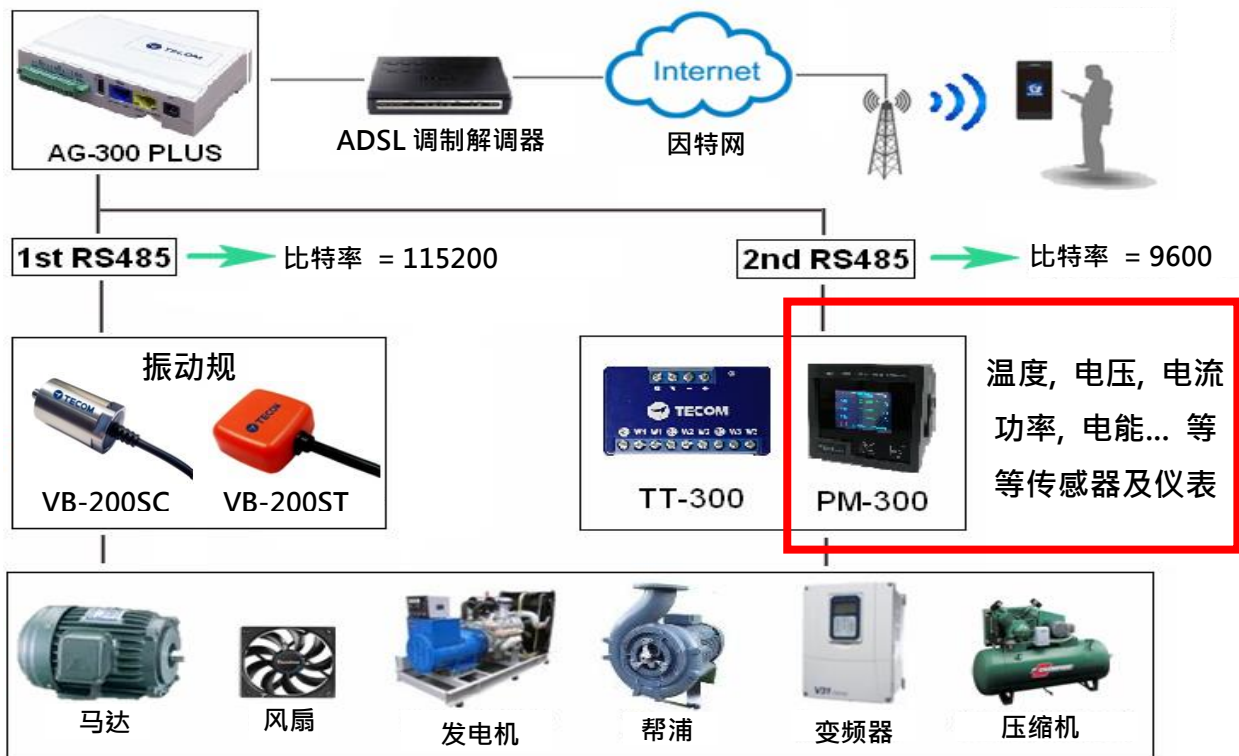 TECOM
AG-300 PLUS
ADSL 调制解调器
Internet
因特网
1st RS485
比特率 = 115200
2nd RS485
比特率 = 9600
振动规
TECOM
TECOM
VB-200SC
VB-200ST
TECOM
TT-300
PM-300
温度, 电压, 电流
功率, 电能... 等
等传感器及仪表
马达
风扇
发电机
帮浦
V31
变频器
压缩机